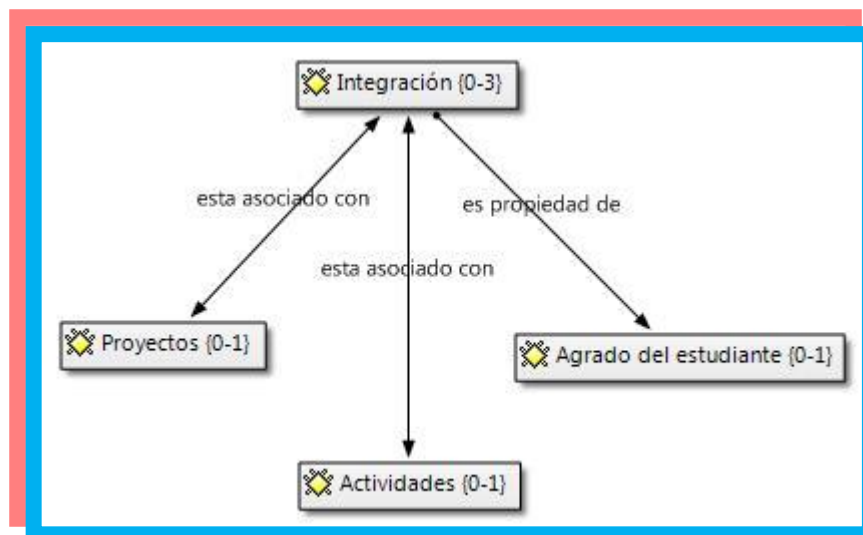 Integración {0-3}
esta asociado con
es propiedad de
esta asociado con
Proyectos {0-1}
Agrado del estudiante {0-1}
Actividades {0-1}